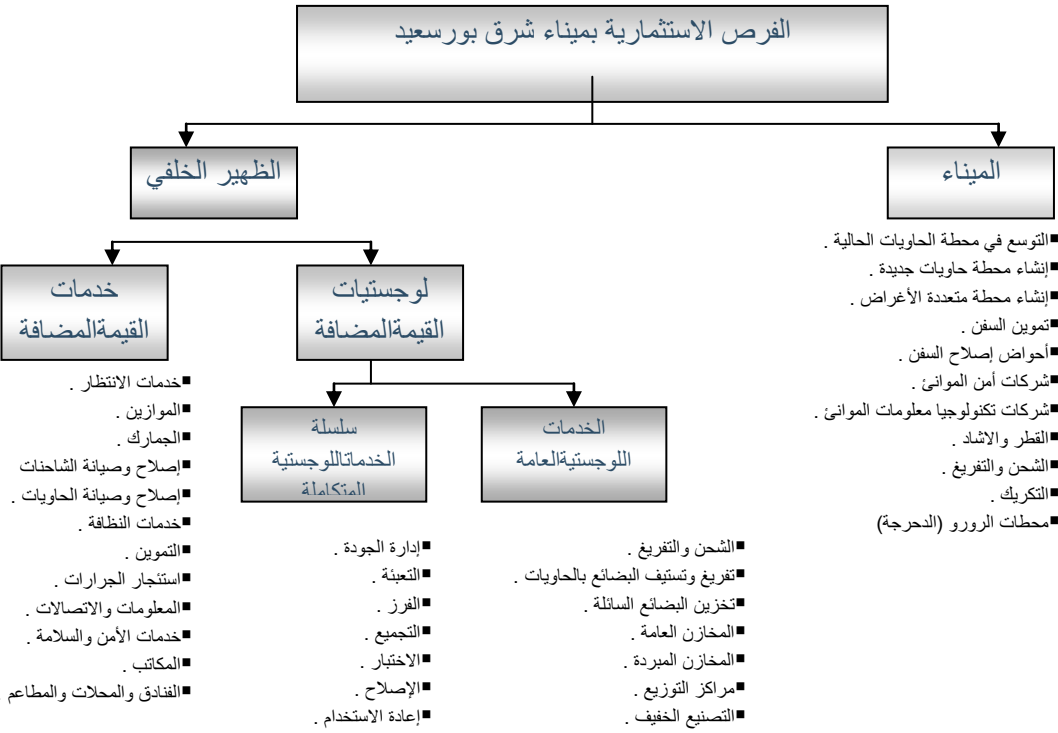 الفرص الاستثمارية بميناء شرق بورسعيد
الميناء
الظهير الخلفي
■التوسع في محطة الحاويات الحالية .
■إنشاء محطة حاويات جديدة .
■إنشاء محطة متعددة الأغراض .
■تموين السفن .
■أحواض إصلاح السفن .
■شركات أمن الموانئ .
■شركات تكنولوجيا معلومات الموانئ .
■القطر والاشاد .
■الشحن والتفريغ .
■التكريك .
■محطات الرورو (الدحرجة)
لوجستيات
القيمةالمضافة
خدمات
القيمةالمضافة
الخدمات
اللوجستيةالعامة
سلسلة
الخدماتاللوجستية
المتكاملة
■الشحن والتفريغ .
■تفريغ وتستيف البضائع بالحاويات .
■تخزين البضائع السائلة .
■المخازن العامة .
■المخازن المبردة .
■مراكز التوزيع .
■التصنيع الخفيف .
■إدارة الجودة .
■التعبئة .
■الفرز .
■التجميع .
■الاختبار .
■الإصلاح .
■إعادة الاستخدام .
■خدمات الانتظار .
■الموازين .
■الجمارك .
■إصلاح وصيانة الشاحنات
■إصلاح وصيانة الحاويات .
■خدمات النظافة .
■التموين .
■استئجار الجرارات .
■المعلومات والاتصالات .
■خدمات الأمن والسلامة .
■المكاتب .
■الفنادق والمحلات والمطاعم .